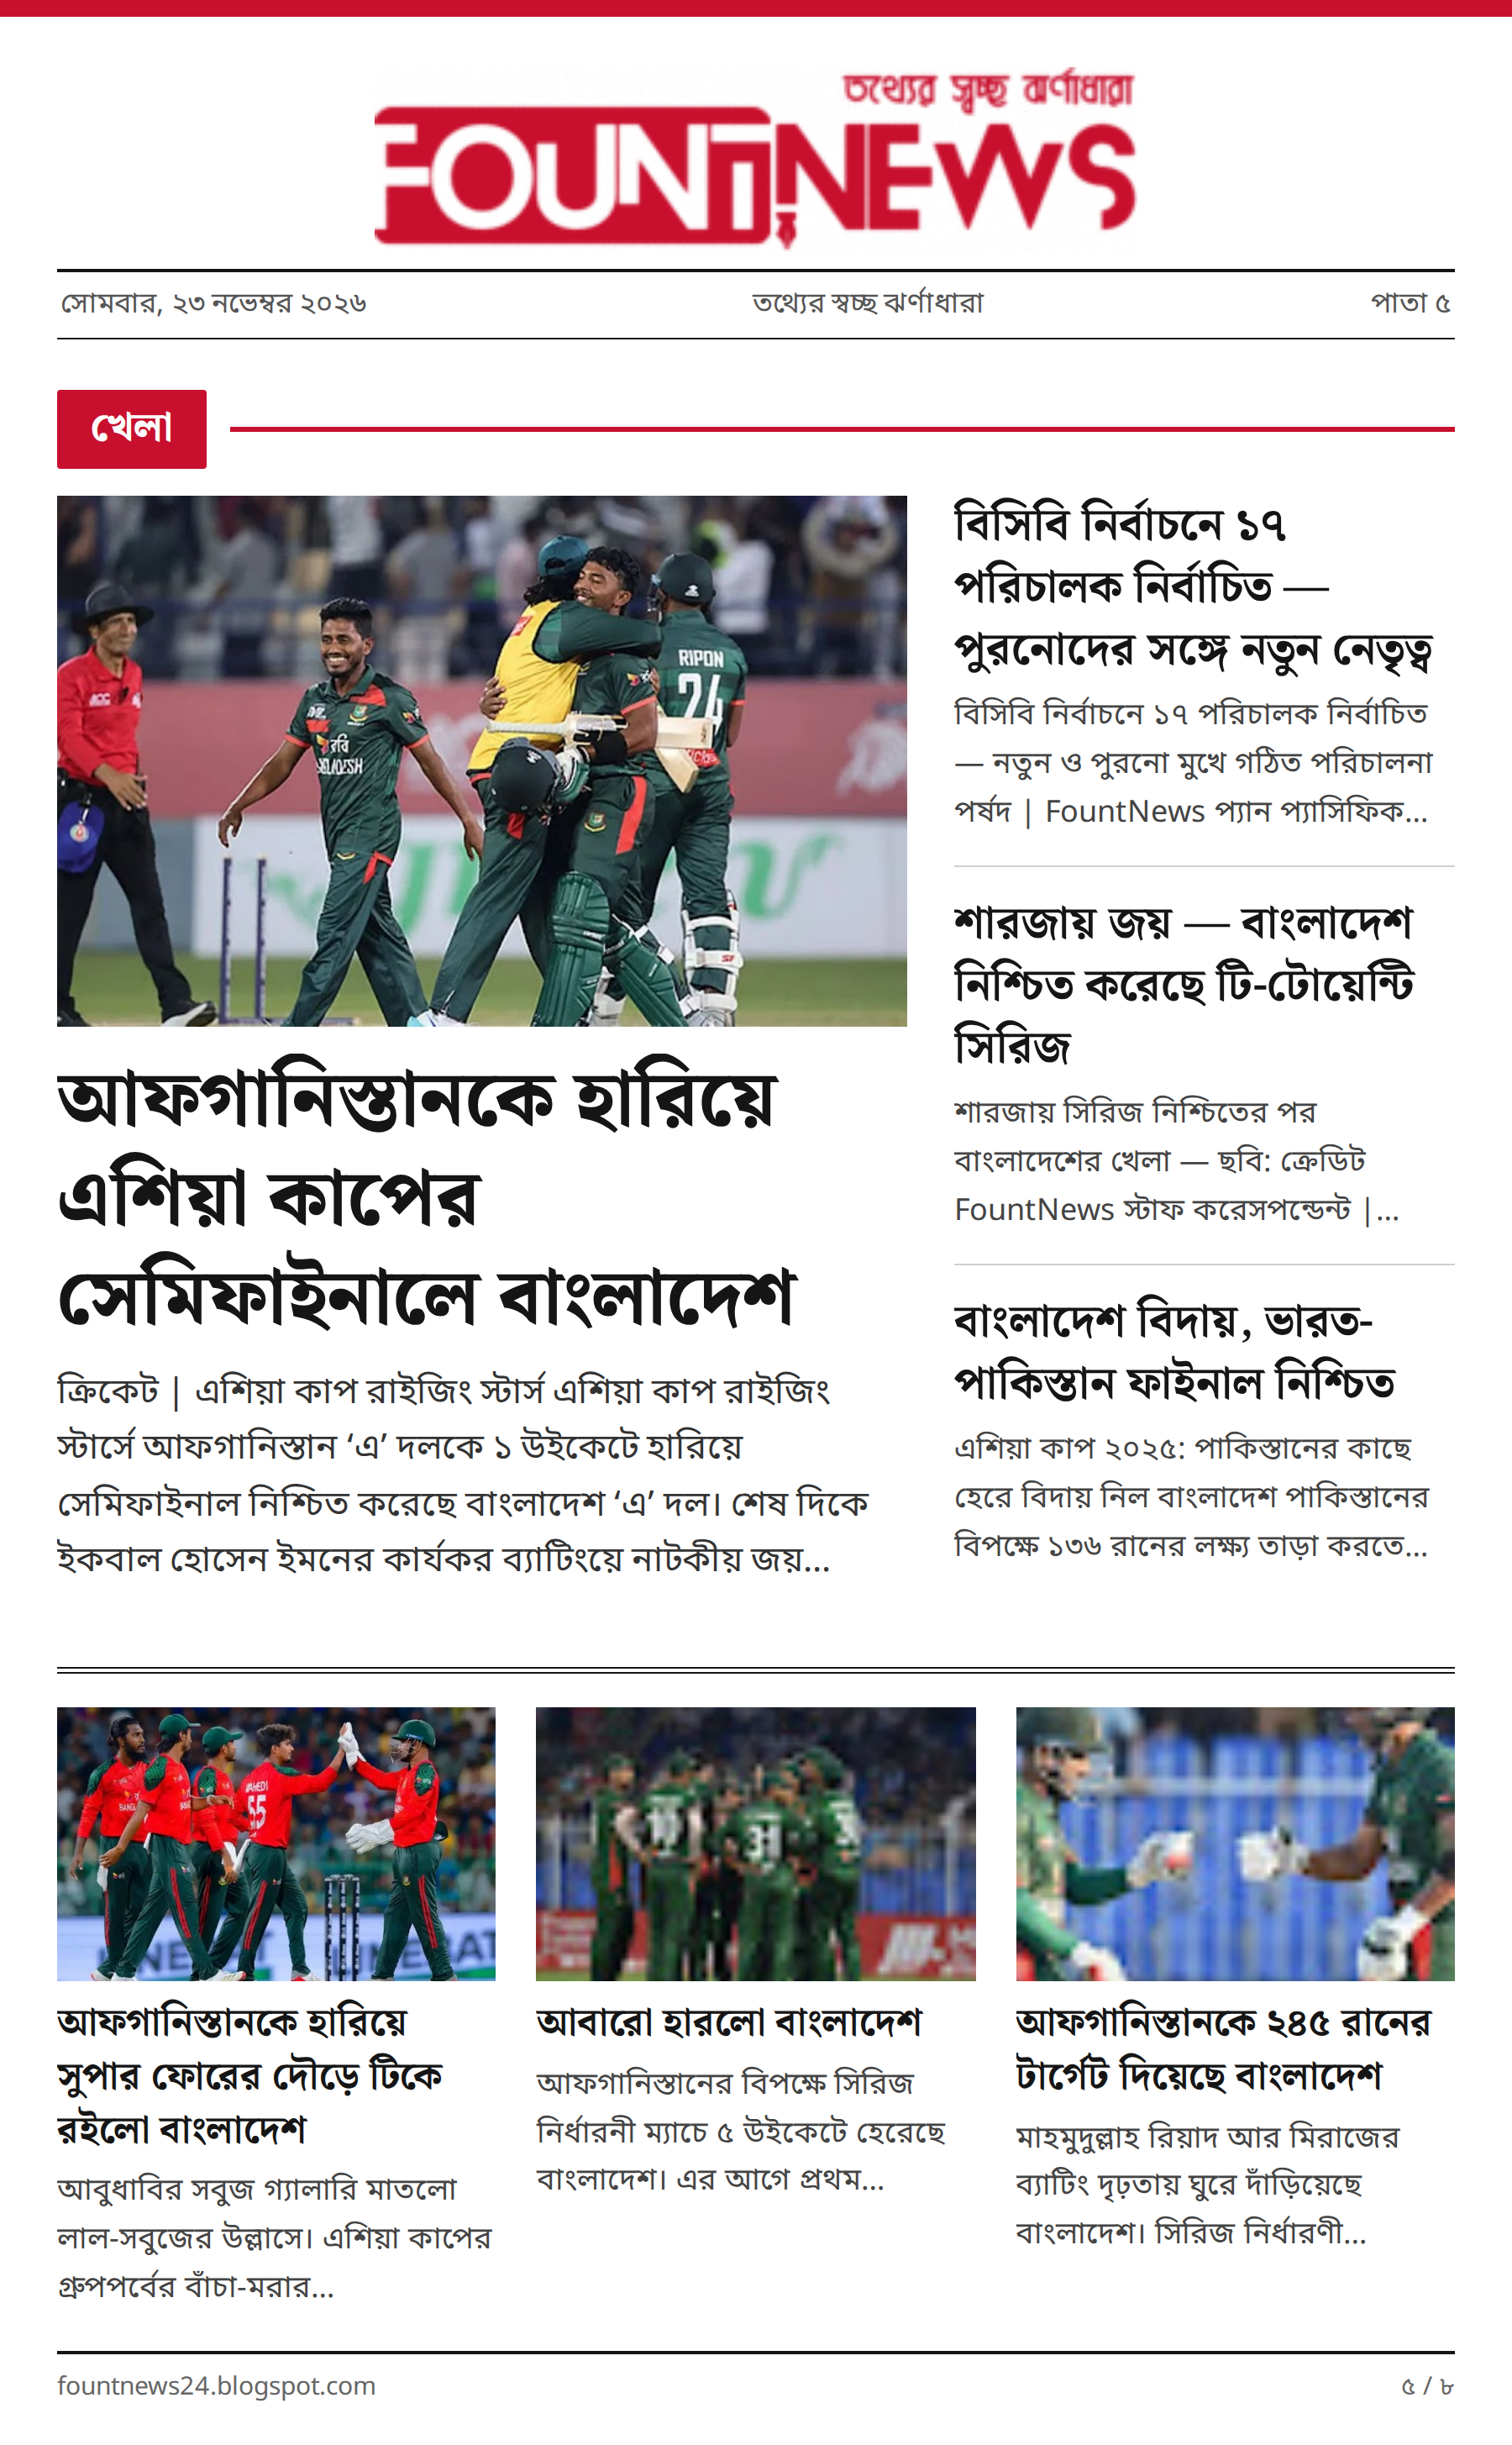 তথ্যের স্বচ্ছ ঝর্ণাধারা
FOUNTNEWS
সোমবার, ২৩ নভেম্বর ২০২৬
তথ্যের স্বচ্ছ ঝর্ণাধারা
পাতা ৫
খেলা
RIPON
24
রবি
আফগানিস্তানকে হারিয়ে
এশিয়া কাপের
সেমিফাইনালে বাংলাদেশ
ক্রিকেট | এশিয়া কাপ রাইজিং স্টার্স এশিয়া কাপ রাইজিং
স্টার্সে আফগানিস্তান ‘এ’ দলকে ১ উইকেটে হারিয়ে
সেমিফাইনাল নিশ্চিত করেছে বাংলাদেশ ‘এ’ দল। শেষ দিকে
ইকবাল হোসেন ইমনের কার্যকর ব্যাটিংয়ে নাটকীয় জয়...
বিসিবি নির্বাচনে ১৭
পরিচালক নির্বাচিত —
পুরনোদের সঙ্গে নতুন নেতৃত্ব
বিসিবি নির্বাচনে ১৭ পরিচালক নির্বাচিত
— নতুন ও পুরনো মুখে গঠিত পরিচালনা
পর্ষদ | FountNews প্যান প্যাসিফিক...
শারজায় জয় — বাংলাদেশ
নিশ্চিত করেছে টি-টোয়েন্টি
সিরিজ
শারজায় সিরিজ নিশ্চিতের পর
বাংলাদেশের খেলা — ছবি: ক্রেডিট
FountNews স্টাফ করেসপন্ডেন্ট |...
বাংলাদেশ বিদায়, ভারত-
পাকিস্তান ফাইনাল নিশ্চিত
এশিয়া কাপ ২০২৫: পাকিস্তানের কাছে
হেরে বিদায় নিল বাংলাদেশ পাকিস্তানের
বিপক্ষে ১৩৬ রানের লক্ষ্য তাড়া করতে...
55
আফগানিস্তানকে হারিয়ে
সুপার ফোরের দৌড়ে টিকে
রইলো বাংলাদেশ
আবুধাবির সবুজ গ্যালারি মাতলো
লাল-সবুজের উল্লাসে। এশিয়া কাপের
গ্রুপপর্বের বাঁচা-মরার...
আবারো হারলো বাংলাদেশ
আফগানিস্তানের বিপক্ষে সিরিজ
নির্ধারনী ম্যাচে ৫ উইকেটে হেরেছে
বাংলাদেশ। এর আগে প্রথম...
আফগানিস্তানকে ২৪৫ রানের
টার্গেট দিয়েছে বাংলাদেশ
মাহমুদুল্লাহ রিয়াদ আর মিরাজের
ব্যাটিং দৃঢ়তায় ঘুরে দাঁড়িয়েছে
বাংলাদেশ। সিরিজ নির্ধারণী...
fountnews24.blogspot.com
৫ / ৮